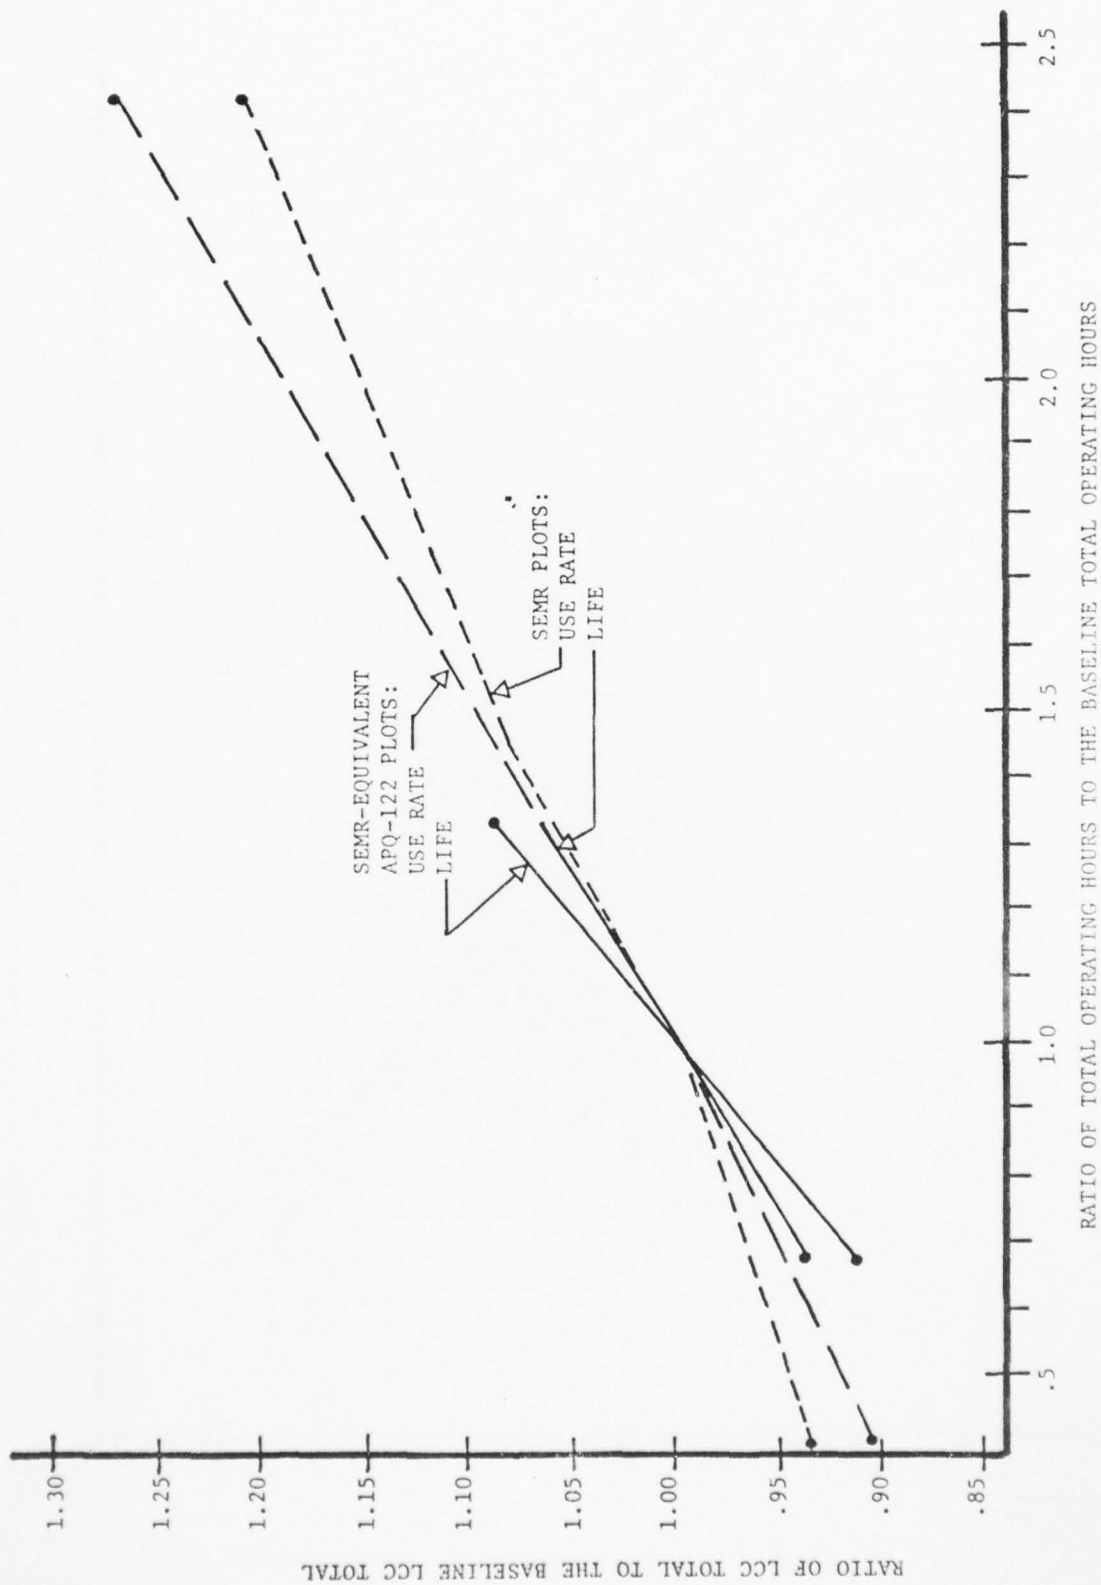 RATIO OF LCC TOTAL TO THE BASELINE LCC TOTAL
1.30
1.25
1.20
1.15
1.10
1.05
1.00
.95
.90
.85
SEMR-EQUIVALENT
APQ-122 PLOTS:
USE RATE
LIFE
SEMR PLOTS:
USE RATE
LIFE
.5
1.0
1.5
2.0
2.5
RATIO OF TOTAL OPERATING HOURS TO THE BASELINE TOTAL OPERATING HOURS